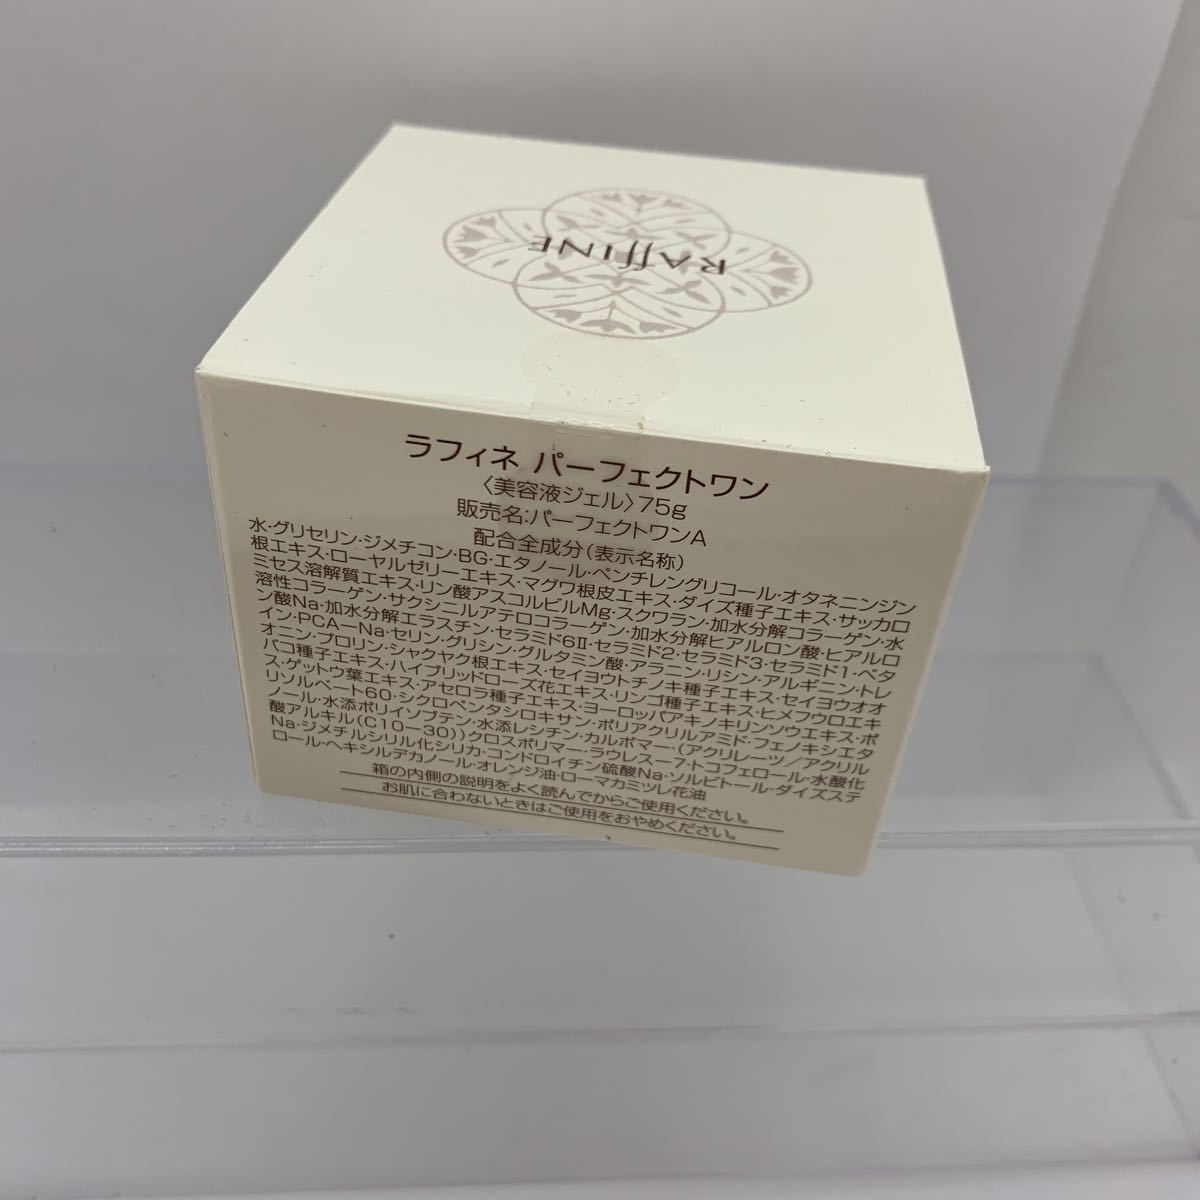 RAffINE
ラフィネ パーフェクトワン
〈美容液ジェル〉75g
販売名:パーフェクトワンA
配合全成分(表示名称)
水・グリセリン・ジメチコン・BG・エタノール・ペンチレングリコール・オタネニンジン
根エキス・ローヤルゼリーエキス・マグワ根皮エキス・ダイズ種子エキス・サッカロ
ミセス溶解質エキス・リン酸アスコルビルMg・スクワラン・加水分解コラーゲン・水
溶性コラーゲン・サクシニルアテロコラーゲン・加水分解ヒアルロン酸・ヒアルロ
ン酸Na・加水分解エラスチン・セラミド6Ⅱ・セラミド2・セラミド3・セラミド1・ベタ
イン・PCA-Na・セリン・グリシン・グルタミン酸・アラニン・リシン・アルギニン・トレ
オニン・プロリン・シャクヤク根エキス・セイヨウトチノキ種子エキス・セイヨウオオ
バコ種子エキス・ハイブリッドローズ花エキス・リンゴ種子エキス・ヒメフウロエキ
ス・ゲットウ葉エキス・アセロラ種子エキス・ヨーロッパアキノキリンソウエキス・ポ
リソルベート60・シクロペンタシロキサン・ポリアクリルアミド・フェノキシエタ
ノール・水添ポリイソブテン・水添レシチン・カルボマー・(アクリレーツ/アクリル
酸アルキル(C10-30))クロスポリマー・ラウレス-7・トコフェロール・水酸化
Na・ジメチルシリル化シリカ・コンドロイチン硫酸Na・ソルビトール・ダイズステ
ロール・ヘキシルデカノール・オレンジ油・ローマカミツレ花油
箱の内側の説明をよく読んでからご使用ください。
お肌に合わないときはご使用をおやめください。